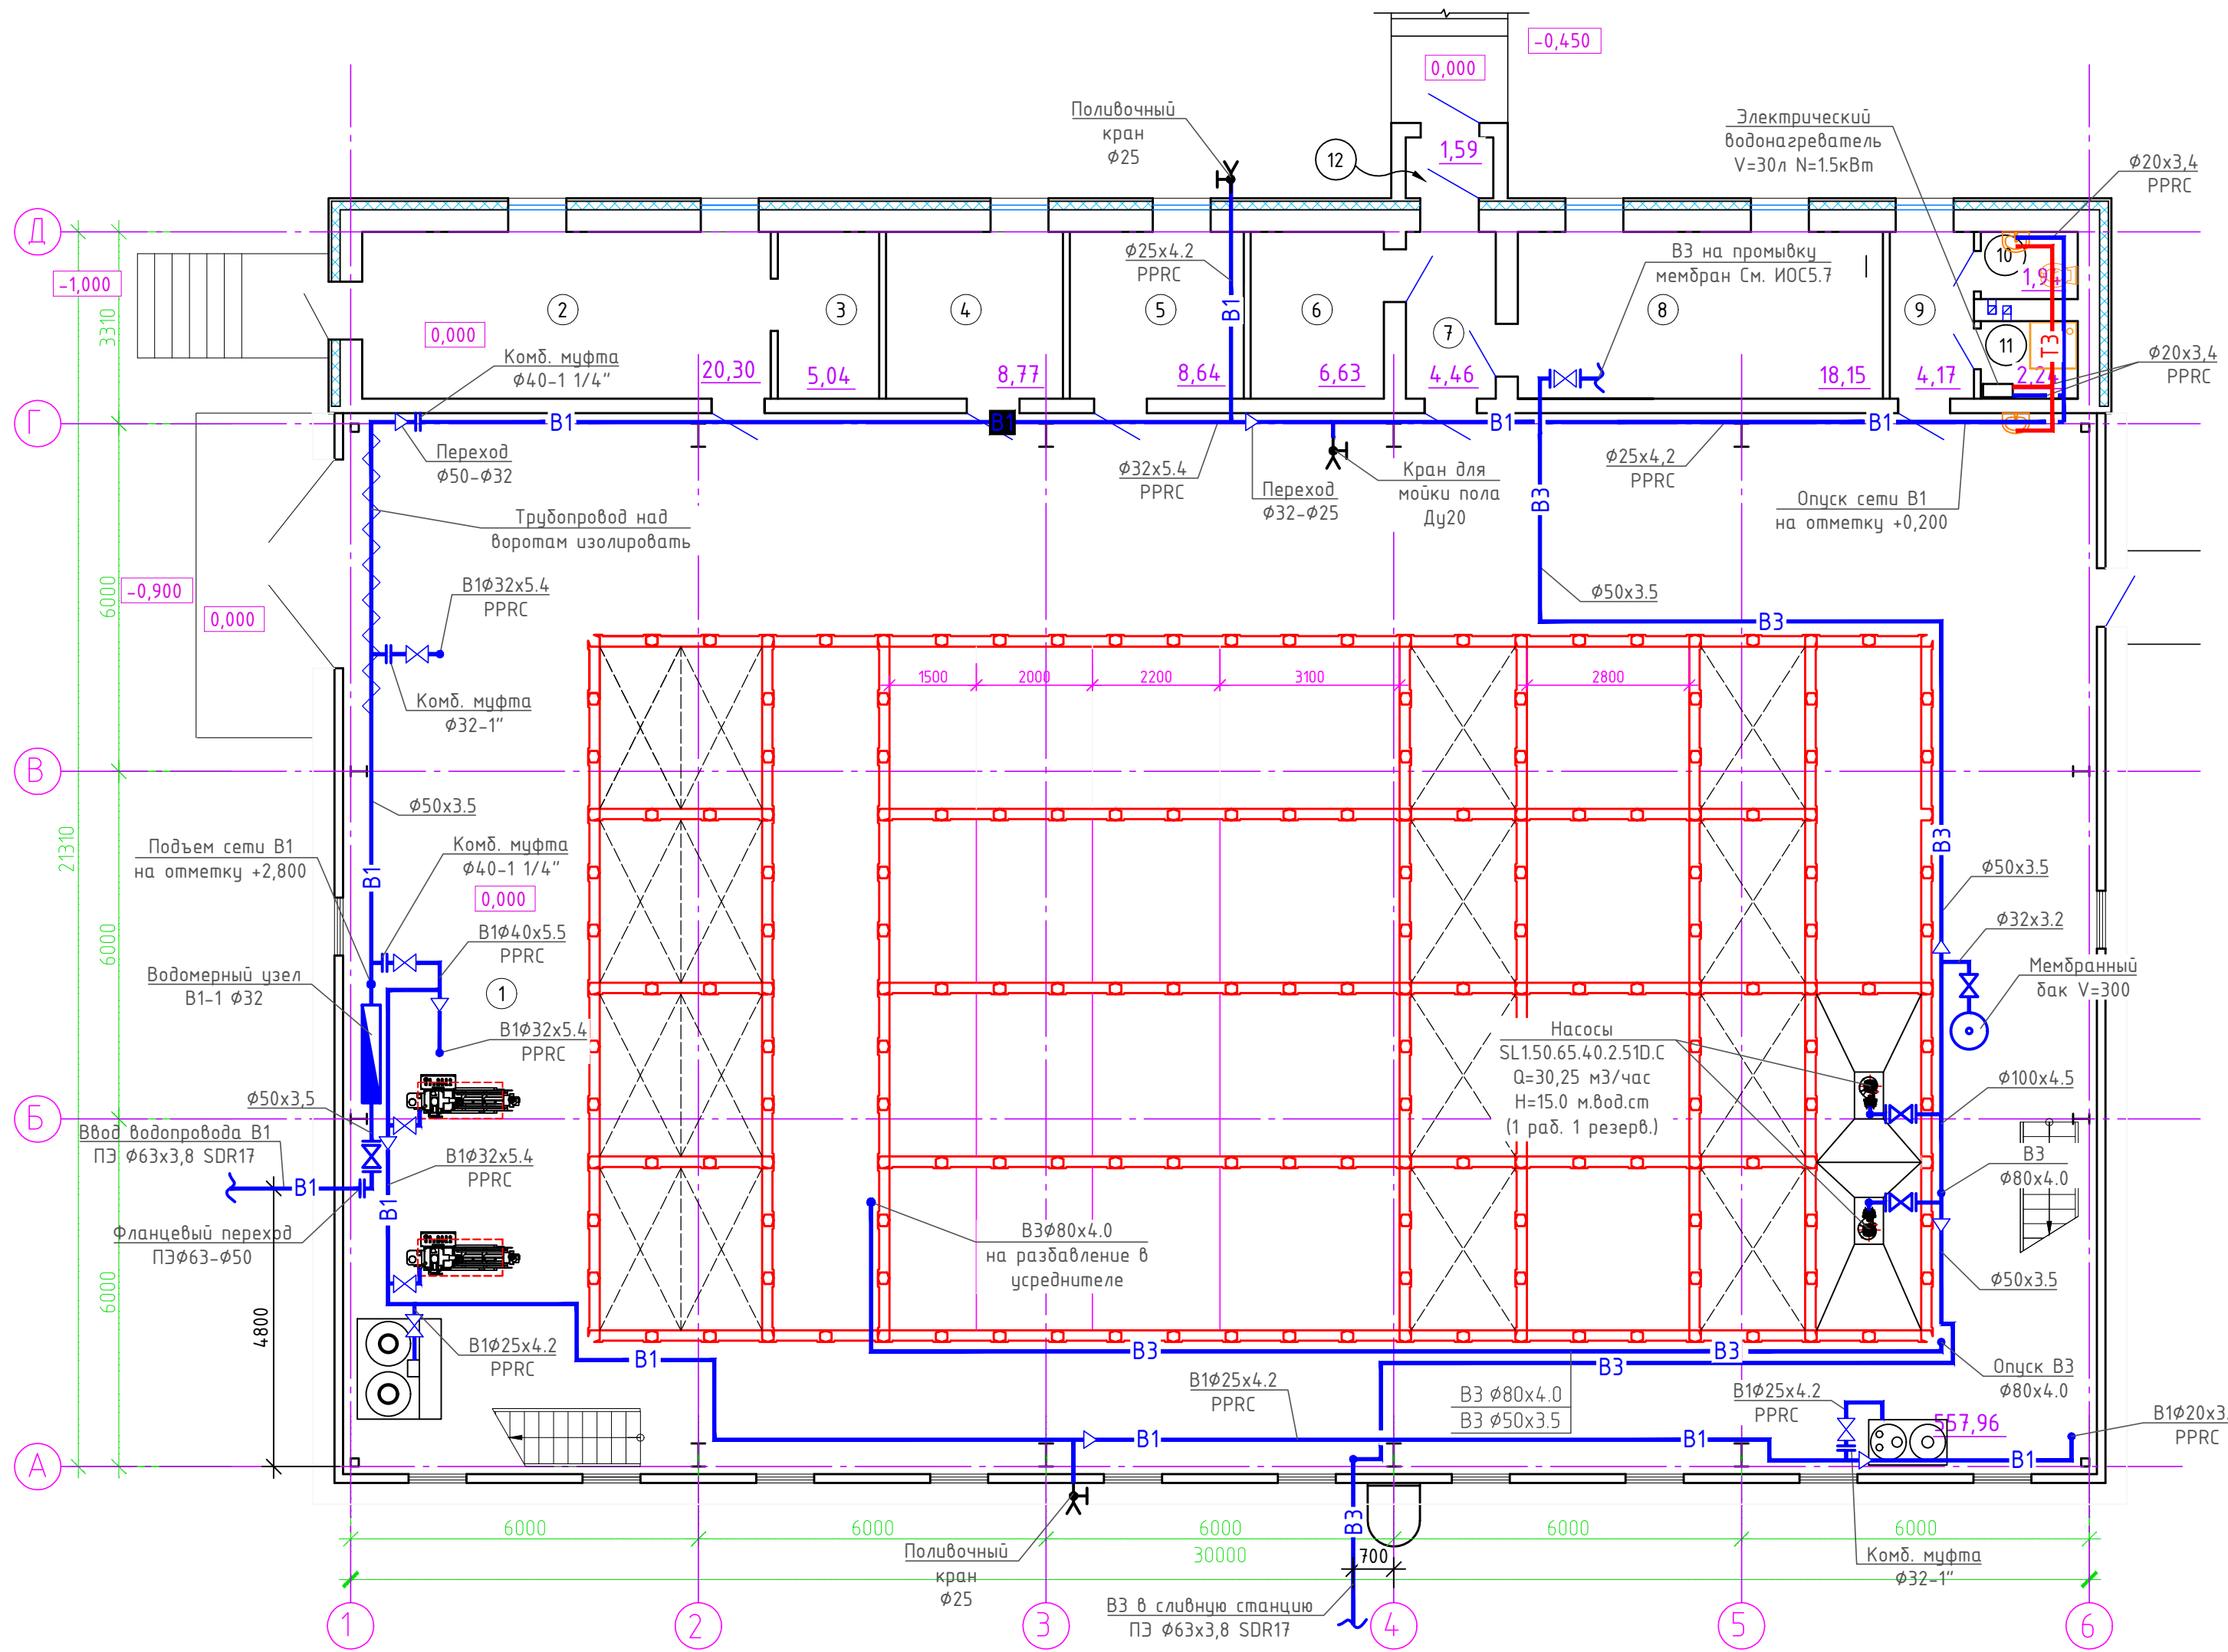 -0,450
0,000
Поливочный
кран
ф25
12
1,59
Электрический
водонагреватель
V=30л N=1.5кВт
ф20х3,4
PPRC
Д
-1,000
3310
0,000
2
3
4
5
6
7
8
9
10
11
1,9
2,24
Т3
ф25х4.2
PPRC
В1
В3 на промывку
мембран См. ИОС5.7
ф20х3,4
PPRC
Комб. муфта
ф40-1 1/4"
20,30
5,04
8,77
8,64
6,63
4,46
18,15
4,17
Г
В1
В1
В1
В1
Переход
ф50-ф32
ф32х5.4
PPRC
Переход
ф32-ф25
Кран для
мойки пола
Ду20
В3
ф25х4,2
PPRC
Опуск сети В1
на отметку +0,200
Трубопровод над
воротам изолировать
-0,900
0,000
6000
В1ф32х5.4
PPRC
ф50х3.5
В3
1500
2000
2200
3100
2800
Комб. муфта
ф32-1"
В
ф50х3.5
21310
Подъем сети В1
на отметку +2,800
В1
Комб. муфта
ф40-1 1/4"
0,000
В3
ф50х3.5
ф32х3.2
6000
В1ф40х5.5
PPRC
Водомерный узел
В1-1 ф32
1
Мембранный
бак V=300
В1ф32х5.4
PPRC
Насосы
SL1.50.65.40.2.51D.C
Q=30,25 м3/час
Н=15.0 м.вод.ст
(1 раб. 1 резерв.)
ф100х4.5
ф50х3,5
Б
Ввод водопровода В1
ПЭ ф63х3,8 SDR17
В1
В1ф32х5.4
PPRC
В1
В3
ф80х4.0
Фланцевый переход
ПЭф63-ф50
В3ф80х4.0
на разбавление в
усреднителе
ф50х3.5
6000
4800
В1ф25х4.2
PPRC
В1
В3
В3
В3
Опуск В3
ф80х4.0
В1ф25х4.2
PPRC
В3 ф80х4.0
В3 ф50х3.5
В1ф25х4.2
PPRC
557,96
В1ф20х3.
PPRC
В1
В1
В1
А
6000
6000
6000
6000
6000
30000
В3
700
Поливочный
кран
ф25
Комб. муфта
ф32-1"
В3 в сливную станцию
ПЭ ф63х3,8 SDR17
1
2
3
4
5
6